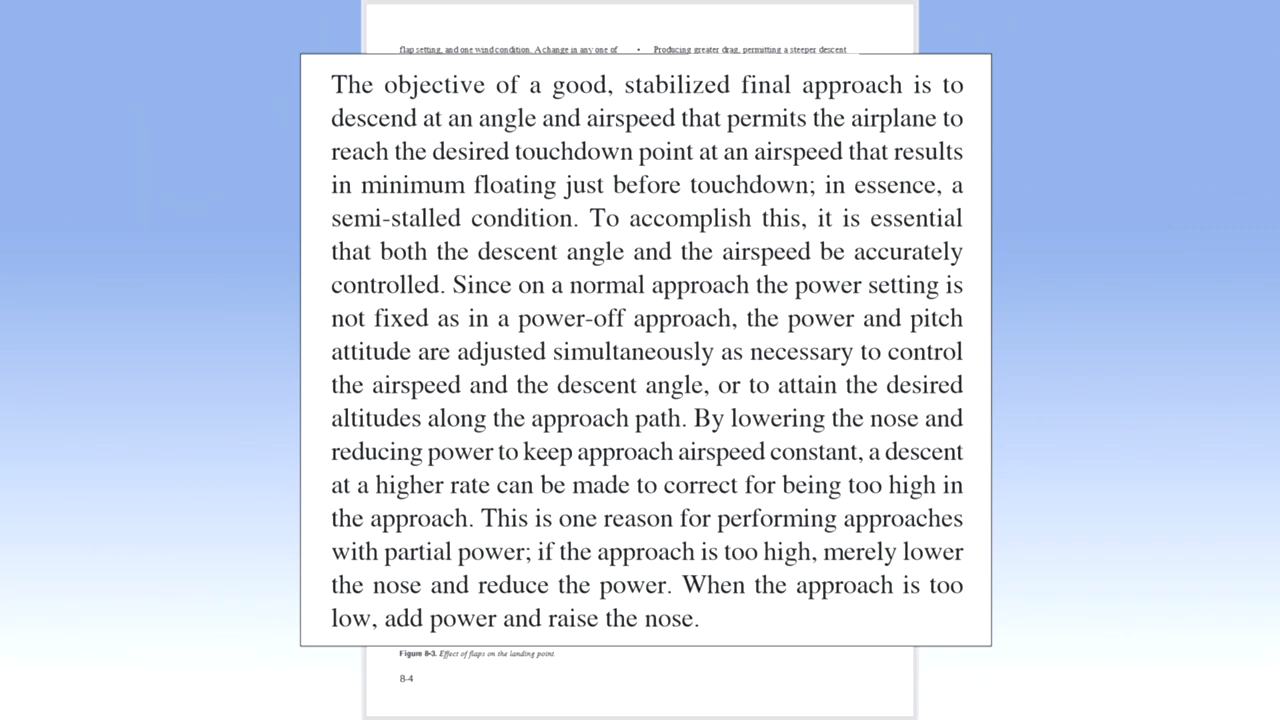 flap setting, and one wind condition. A change in any one of
• Producing greater drag, permitting a steeper descent
The objective of a good, stabilized final approach is to
descend at an angle and airspeed that permits the airplane to
reach the desired touchdown point at an airspeed that results
in minimum floating just before touchdown; in essence, a
semi-stalled condition. To accomplish this, it is essential
that both the descent angle and the airspeed be accurately
controlled. Since on a normal approach the power setting is
not fixed as in a power-off approach, the power and pitch
attitude are adjusted simultaneously as necessary to control
the airspeed and the descent angle, or to attain the desired
altitudes along the approach path. By lowering the nose and
reducing power to keep approach airspeed constant, a descent
at a higher rate can be made to correct for being too high in
the approach. This is one reason for performing approaches
with partial power; if the approach is too high, merely lower
the nose and reduce the power. When the approach is too
low, add power and raise the nose.
Figure 8-3. Effect of flaps on the landing point.
8-4